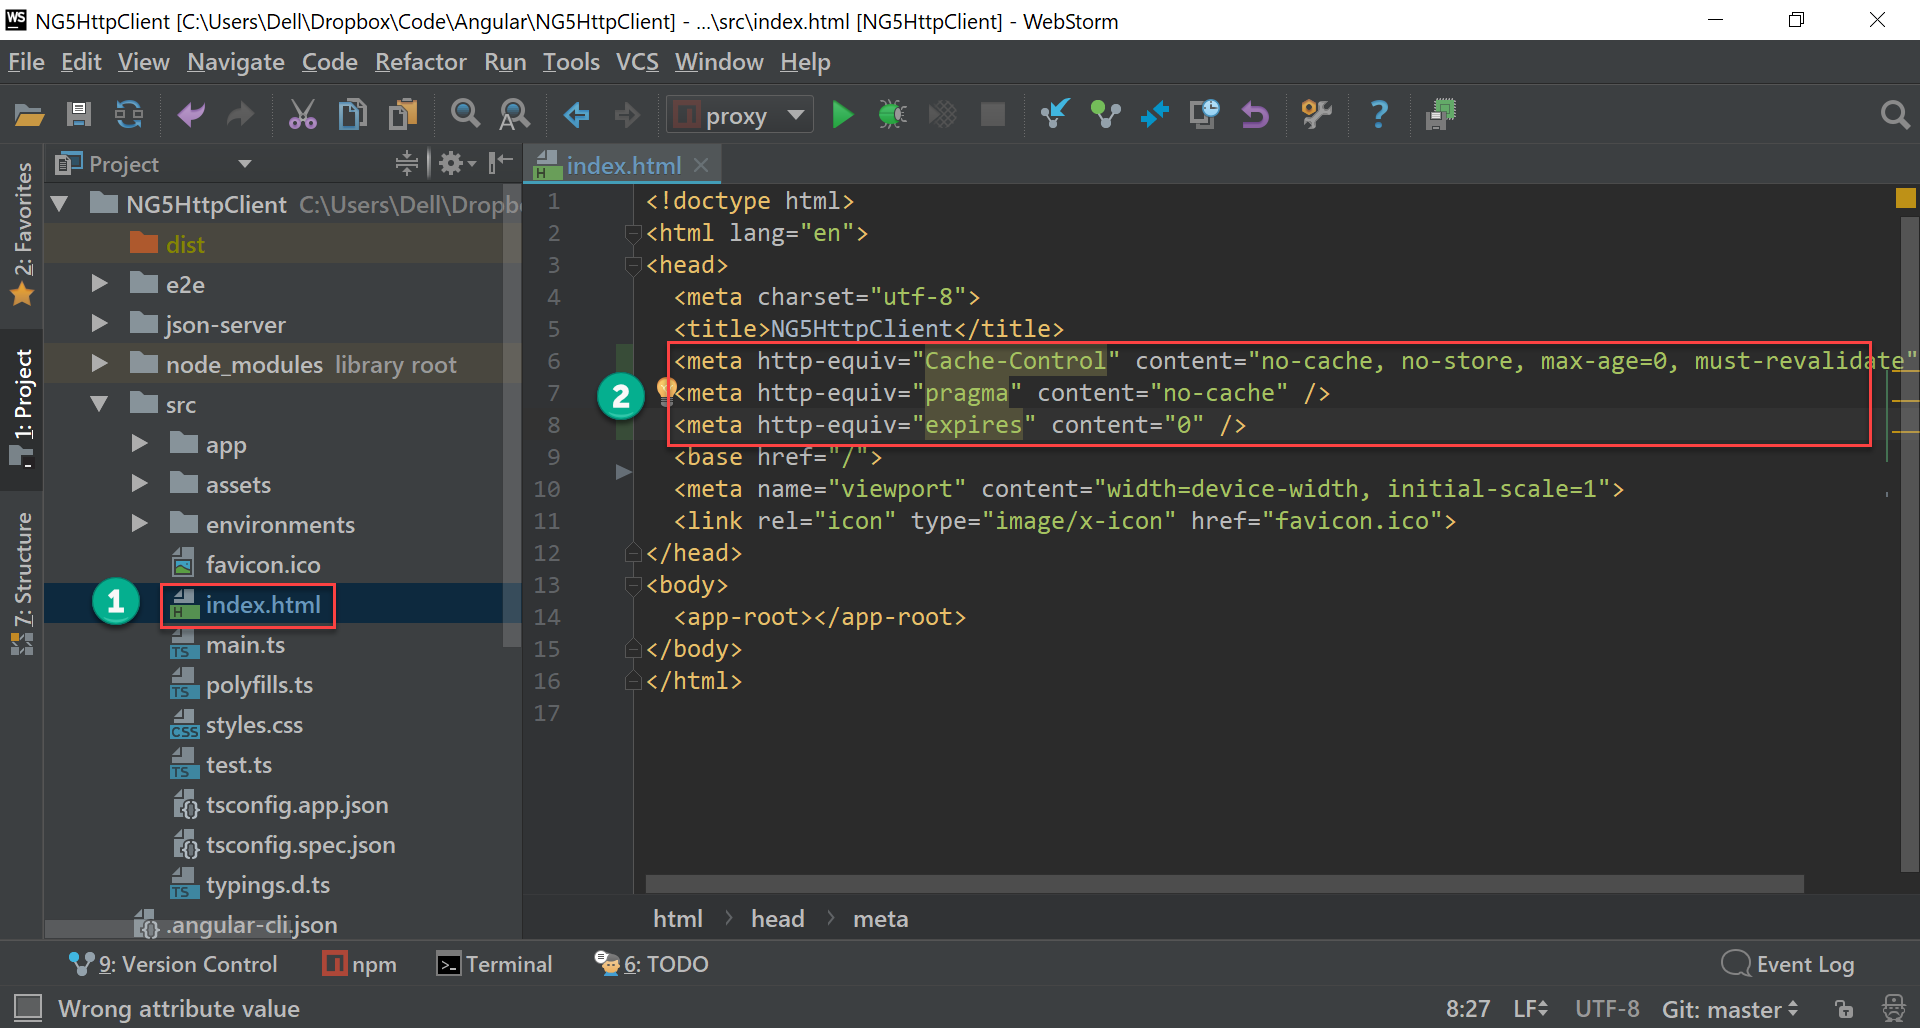 WS NG5HttpClient [C:\Users\Dell\Dropbox\Code\Angular\NG5HttpClient] - ...\src\index.html [NG5HttpClient] - WebStorm
File Edit View Navigate Code Refactor Run Tools VCS Window Help
proxy
Project
index.html
2: Favorites
1: Project
7: Structure
NG5HttpClient C:\Users\Dell\Dropb
dist
e2e
json-server
node_modules library root
src
app
assets
environments
favicon.ico
1
H index.html
TS main.ts
TS polyfills.ts
CSS styles.css
TS test.ts
tsconfig.app.json
tsconfig.spec.json
TS typings.d.ts
.angular-cli.json
1 <!doctype html>
2 <html lang="en">
3 <head>
4 <meta charset="utf-8">
5 <title>NG5HttpClient</title>
6 <meta http-equiv="Cache-Control" content="no-cache, no-store, max-age=0, must-revalidate"
2
7 <meta http-equiv="pragma" content="no-cache" />
8 <meta http-equiv="expires" content="0" />
9 <base href="/">
10 <meta name="viewport" content="width=device-width, initial-scale=1">
11 <link rel="icon" type="image/x-icon" href="favicon.ico">
12 </head>
13 <body>
14 <app-root></app-root>
15 </body>
16 </html>
17
html head meta
9: Version Control npm Terminal 6: TODO Event Log
Wrong attribute value 8:27 LF UTF-8 Git: master